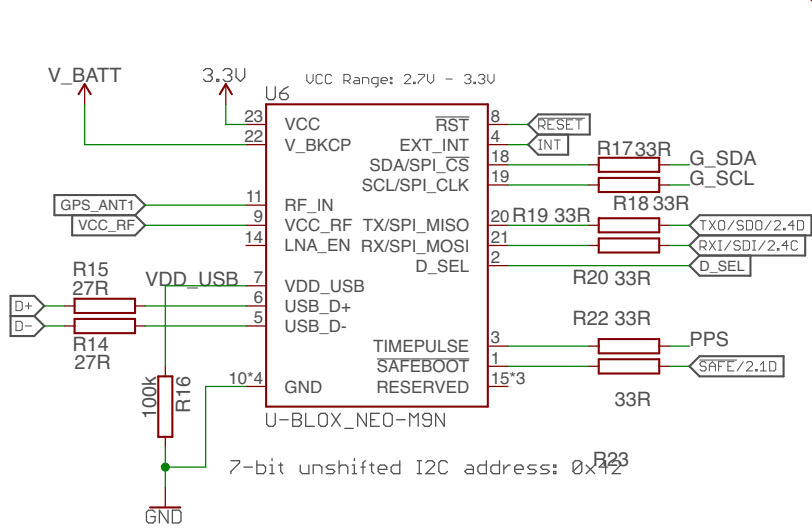 V_BATT
3.3V
VCC Range: 2.7V - 3.3V
U6
23 VCC
22 V_BKCP
11 RF_IN
9 VCC_RF
14 LNA_EN
7 VDD_USB
6 USB_D+
5 USB_D-
10*4 GND
RST 8
EXT_INT 4
SDA/SPI_CS 18
SCL/SPI_CLK 19
TX/SPI_MISO 20
RX/SPI_MOSI 21
D_SEL 2
TIMEPULSE 3
SAFEBOOT 1
RESERVED 15*3
GPS_ANT1
VCC_RF
VDD_USB
R15
27R
D+
D-
R14
27R
100k
R16
GND
RESET
INT
R17 33R
G_SDA
G_SCL
R18 33R
R19 33R
TXO/SDO/2.4D
RXI/SDI/2.4C
D_SEL
R20 33R
R22 33R
PPS
SAFE/2.1D
33R
R23
U-BLOX_NEO-M9N
7-bit unshifted I2C address: 0x42